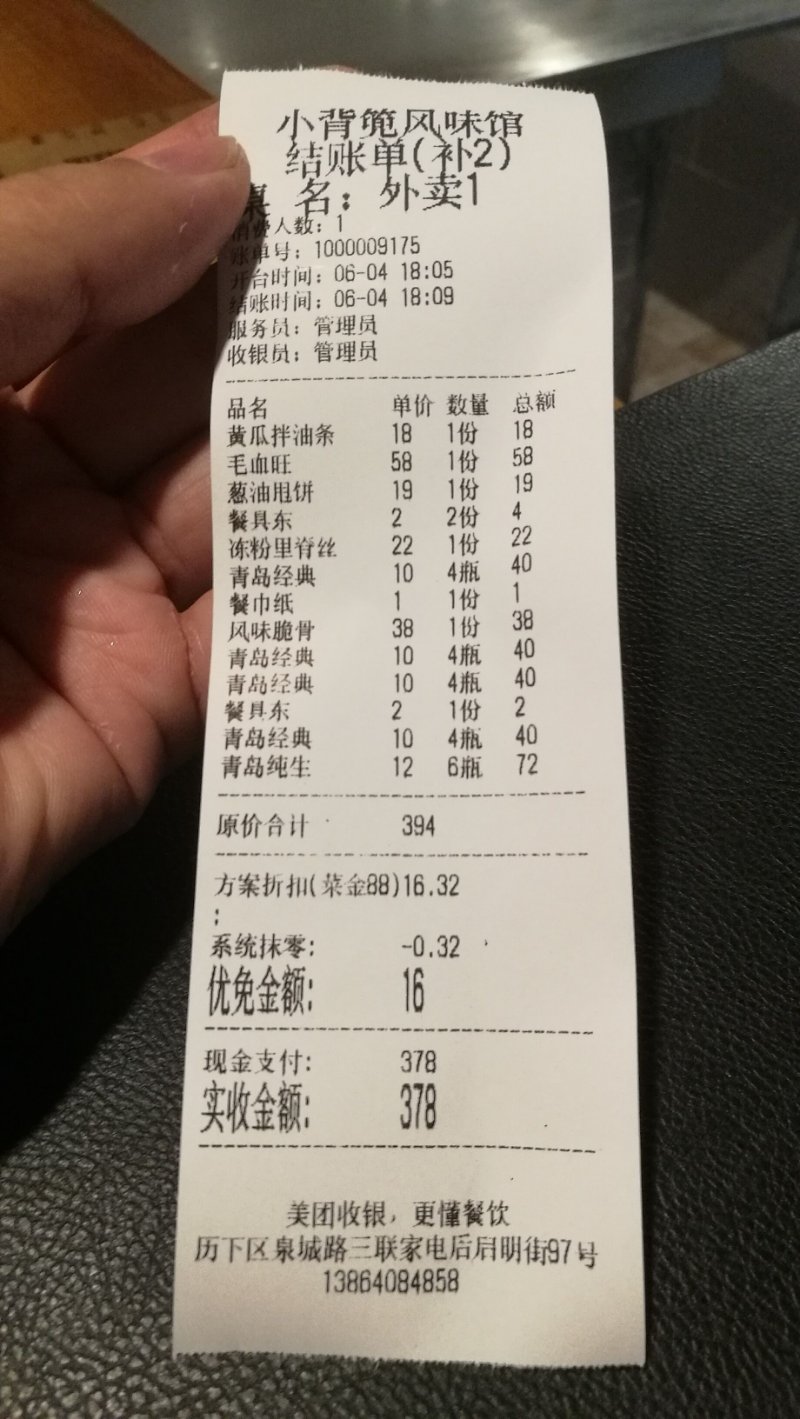 小背篼风味馆
结账单(补2)
桌 名：外卖1
消费人数：1
账单号：1000009175
开台时间：06-04 18:05
结账时间：06-04 18:09
服务员：管理员
收银员：管理员
品名 单价 数量 总额
黄瓜拌油条 18 1份 18
毛血旺 58 1份 58
葱油甩饼 19 1份 19
餐具东 2 2份 4
冻粉里脊丝 22 1份 22
青岛经典 10 4瓶 40
餐巾纸 1 1份 1
风味脆骨 38 1份 38
青岛经典 10 4瓶 40
青岛经典 10 4瓶 40
餐具东 2 1份 2
青岛经典 10 4瓶 40
青岛纯生 12 6瓶 72
原价合计 394
方案折扣(菜金88)16.32
:
系统抹零: -0.32
优免金额: 16
现金支付: 378
实收金额: 378
美团收银，更懂餐饮
历下区泉城路三联家电后启明街97号
13864084858